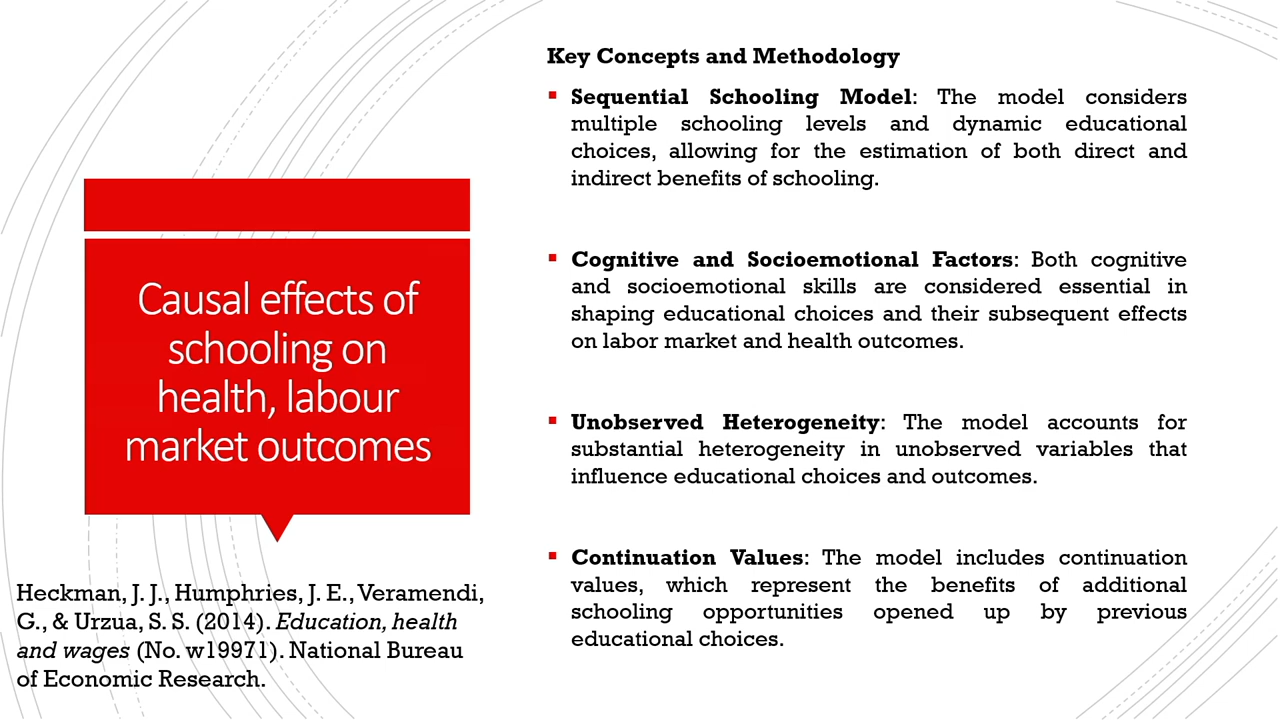 Causal effects of
schooling on
health, labour
market outcomes
Heckman, J. J., Humphries, J. E., Veramendi,
G., & Urzua, S. S. (2014). Education, health
and wages (No. w19971). National Bureau
of Economic Research.
Key Concepts and Methodology
Sequential Schooling Model: The model considers
multiple schooling levels and dynamic educational
choices, allowing for the estimation of both direct and
indirect benefits of schooling.
Cognitive and Socioemotional Factors: Both cognitive
and socioemotional skills are considered essential in
shaping educational choices and their subsequent effects
on labor market and health outcomes.
Unobserved Heterogeneity: The model accounts for
substantial heterogeneity in unobserved variables that
influence educational choices and outcomes.
Continuation Values: The model includes continuation
values, which represent the benefits of additional
schooling opportunities opened up by previous
educational choices.